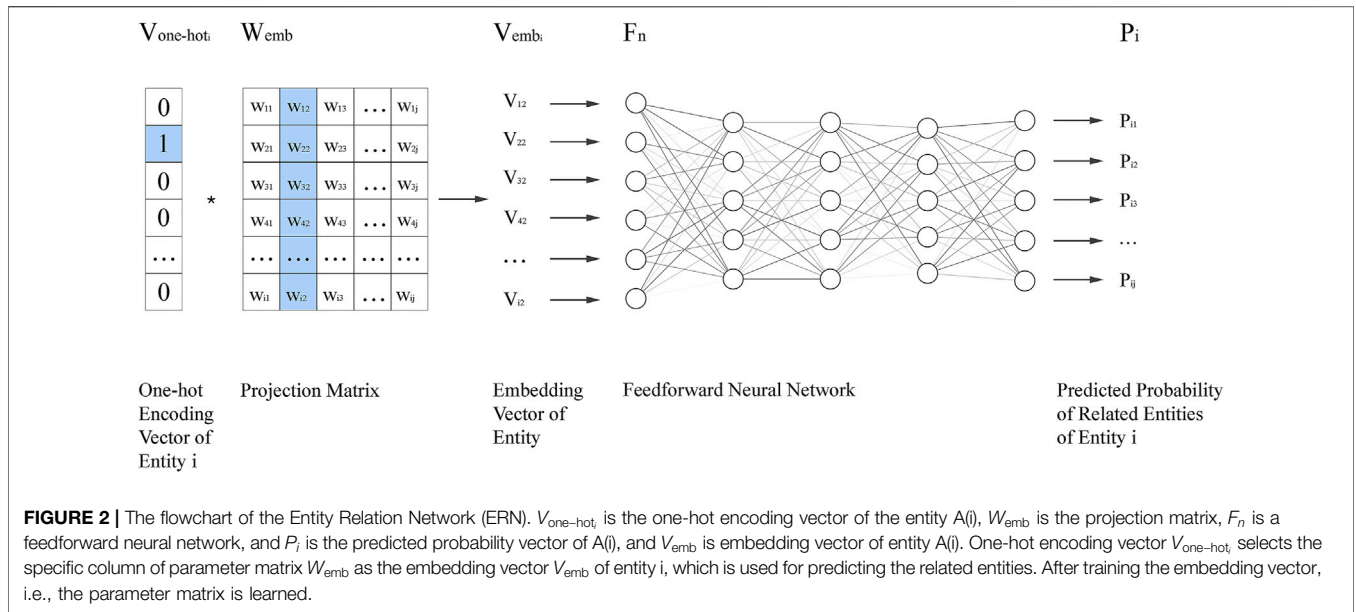 V one-hot i W emb V emb i F n P i
0 W11 W12 W13 ... W1j V12 Pi1
1 W21 W22 W23 ... W2j V22 Pi2
0 W31 W32 W33 ... W3j V32 Pi3
0 * W41 W42 W43 ... W4j V42 ...
... ... ... ... ... ... ... Pij
0 Wi1 Wi2 Wi3 ... Wij Vi2
One-hot Projection Matrix Embedding Feedforward Neural Network Predicted Probability
Encoding Vector of of Related Entities
Vector of Entity of Entity i
Entity i
FIGURE 2 | The flowchart of the Entity Relation Network (ERN). Vone−hoti is the one-hot encoding vector of the entity A(i), Wemb is the projection matrix, Fn is a
feedforward neural network, and Pi is the predicted probability vector of A(i), and Vemb is embedding vector of entity A(i). One-hot encoding vector Vone−hoti selects the
specific column of parameter matrix Wemb as the embedding vector Vemb of entity i, which is used for predicting the related entities. After training the embedding vector,
i.e., the parameter matrix is learned.